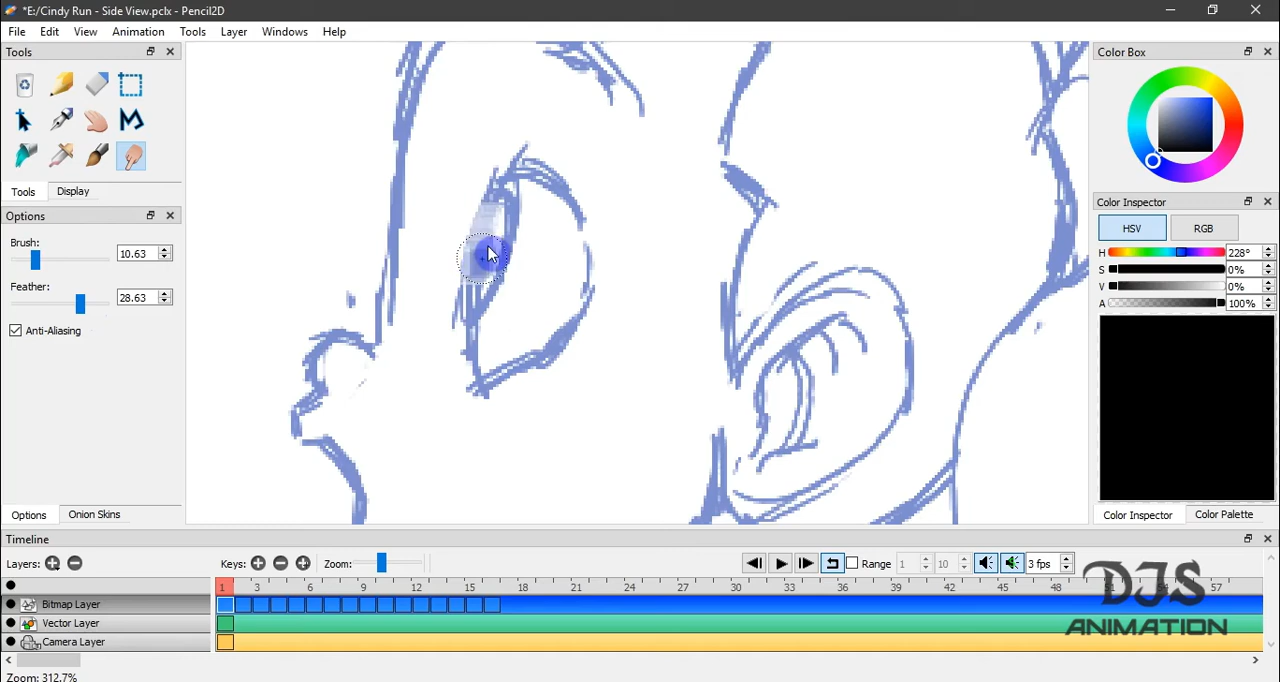 *E:/Cindy Run - Side View.pclx - Pencil2D
File Edit View Animation Tools Layer Windows Help
Tools
Tools Display
Options
Brush:
10.63
Feather:
28.63
Anti-Aliasing
Options Onion Skins
Color Box
Color Inspector
HSV RGB
H 228°
S 0%
V 0%
A 100%
Color Inspector Color Palette
Timeline
Layers: Keys: Zoom: Range 1 10 3 fps
1 3 6 9 12 15 18 21 24 27 30 33 36 39 42 45 48 51 54 57
Bitmap Layer
Vector Layer
Camera Layer
DJS
ANIMATION
Zoom: 312.7%